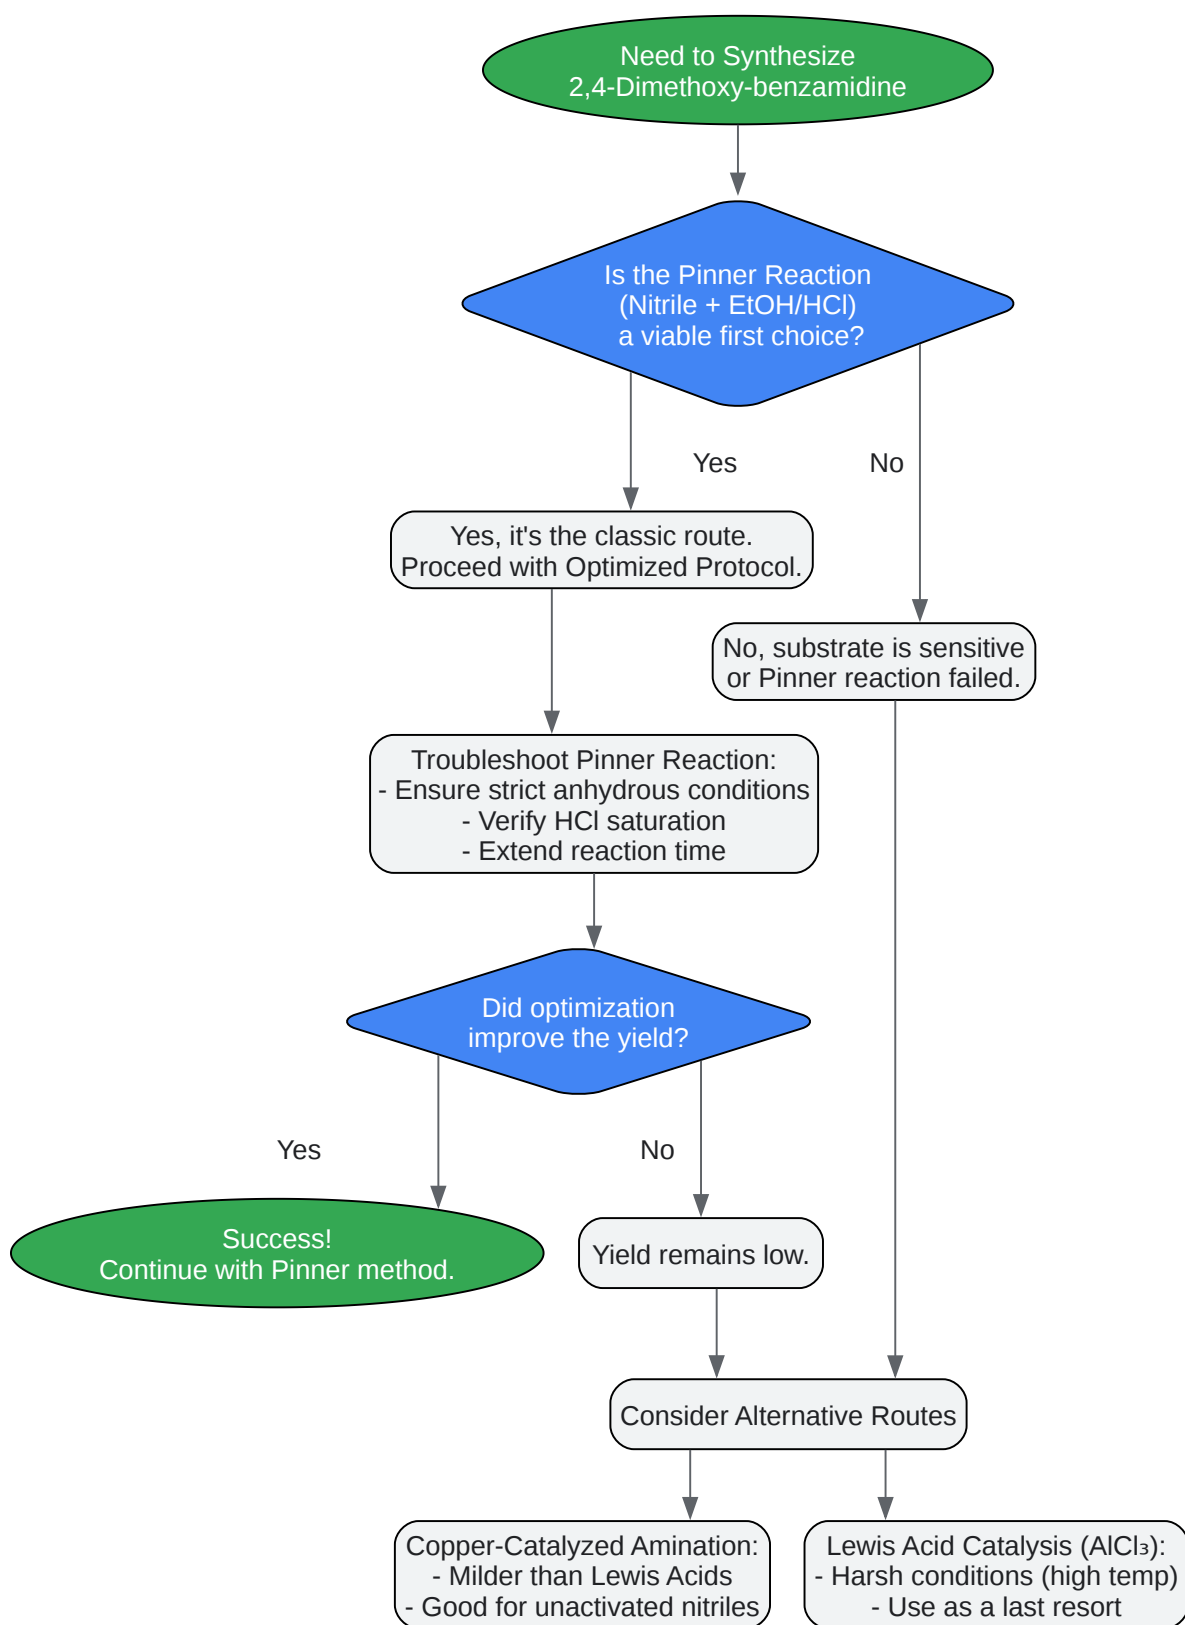 Need to Synthesize
2,4-Dimethoxy-benzamidine
Is the Pinner Reaction
(Nitrile + EtOH/HCl)
a viable first choice?
Yes
No
Yes, it's the classic route.
Proceed with Optimized Protocol.
No, substrate is sensitive
or Pinner reaction failed.
Troubleshoot Pinner Reaction:
- Ensure strict anhydrous conditions
- Verify HCl saturation
- Extend reaction time
Did optimization
improve the yield?
Yes
No
Success!
Continue with Pinner method.
Yield remains low.
Consider Alternative Routes
Copper-Catalyzed Amination:
- Milder than Lewis Acids
- Good for unactivated nitriles
Lewis Acid Catalysis (AlCl₃):
- Harsh conditions (high temp)
- Use as a last resort